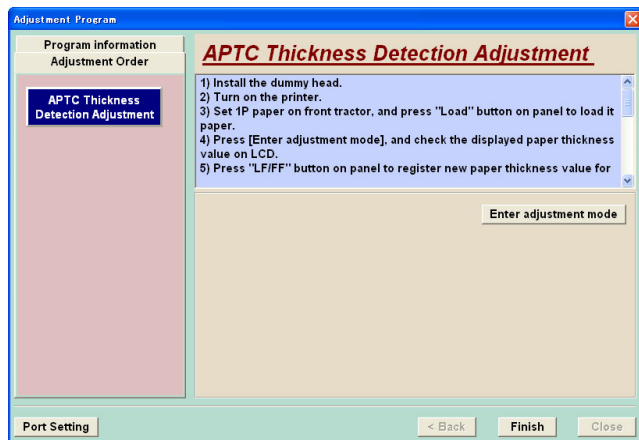 Adjustment Program
Program information
Adjustment Order
APTC Thickness
Detection Adjustment
APTC Thickness Detection Adjustment
1) Install the dummy head.
2) Turn on the printer.
3) Set 1P paper on front tractor, and press "Load" button on panel to load it
paper.
4) Press [Enter adjustment mode], and check the displayed paper thickness
value on LCD.
5) Press "LF/FF" button on panel to register new paper thickness value for
Enter adjustment mode
Port Setting
< Back
Finish
Close